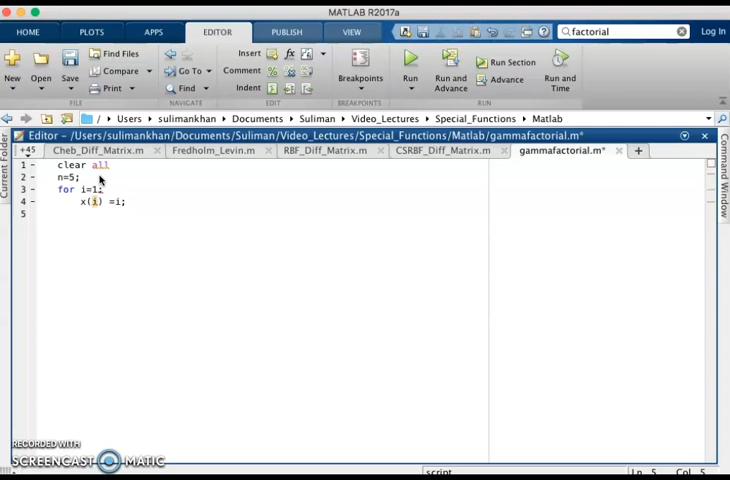 MATLAB R2017a
HOME PLOTS APPS EDITOR PUBLISH VIEW factorial Log In
Find Files Insert fx
New Open Save Compare Go To Comment % Breakpoints Run Run and Advance Run Section Run and Time
Print Find Indent Advance
FILE NAVIGATE EDIT BREAKPOINTS RUN
/ Users sulimankhan Documents Suliman Video_Lectures Special_Functions Matlab
Editor - /Users/sulimankhan/Documents/Suliman/Video_Lectures/Special_Functions/Matlab/gammafactorial.m*
+45 Cheb_Diff_Matrix.m Fredholm_Levin.m RBF_Diff_Matrix.m CSRBF_Diff_Matrix.m gammafactorial.m* +
Current Folder
Command Window
1 - clear all
2 - n=5;
3 - for i=1:
4 - x(i) =i;
5
RECORDED WITH
SCREENCAST MATIC
script Ln 5